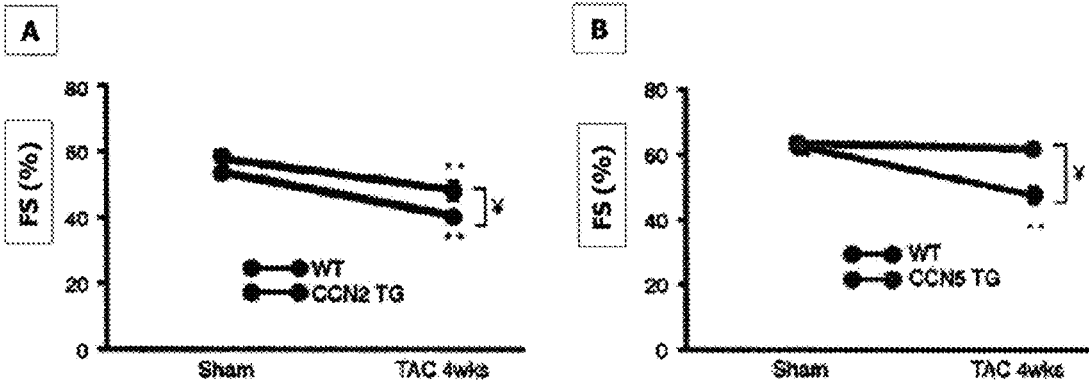 A
80
60
40
20
0
FS (%)
**
¥
**
WT
CCN2 TG
Sham TAC 4wks
B
80
60
40
20
0
FS (%)
¥
**
WT
CCN5 TG
Sham TAC 4wks